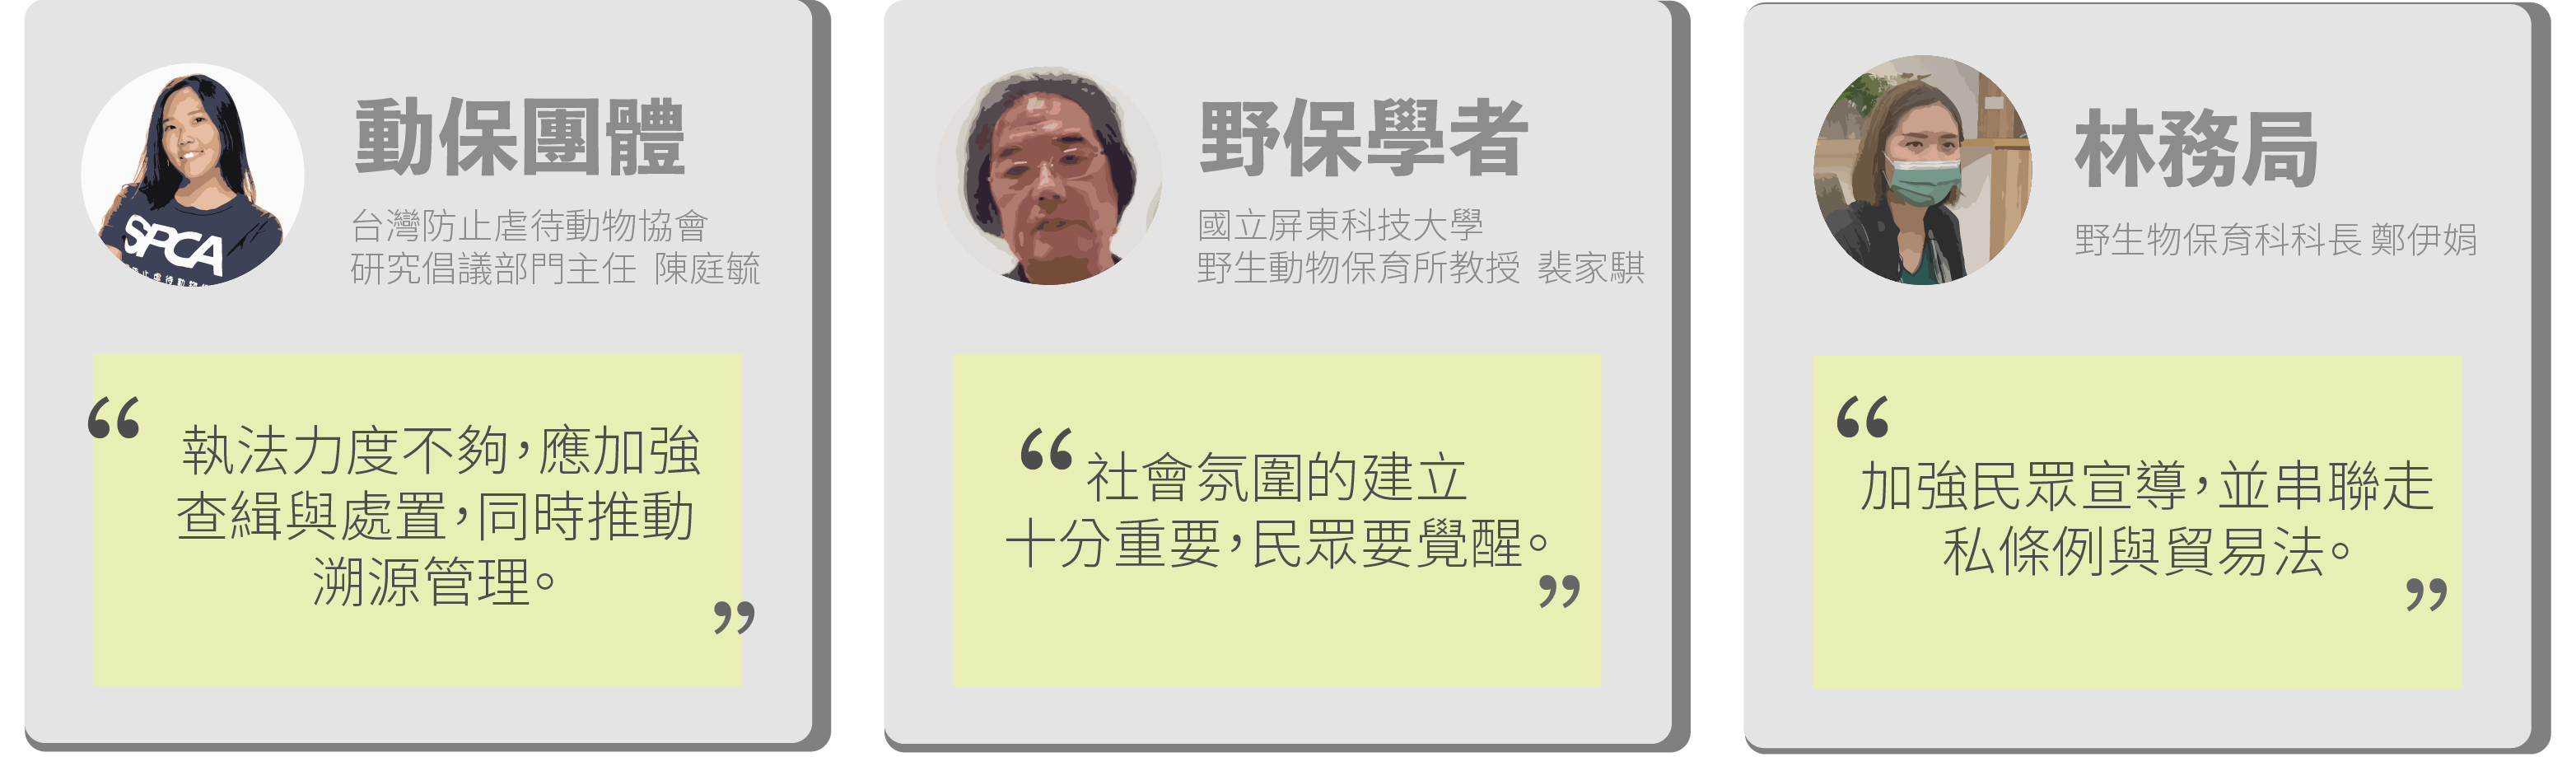 動保團體
台灣防止虐待動物協會
研究倡議部門主任 陳庭毓
SPCA
“
執法力度不夠，應加強
查緝與處置，同時推動
溯源管理。
”
野保學者
國立屏東科技大學
野生動物保育所教授 裴家騏
“
社會氛圍的建立
十分重要，民眾要覺醒。
”
林務局
野生物保育科科長 鄭伊娟
“
加強民眾宣導，並串聯走
私條例與貿易法。
”